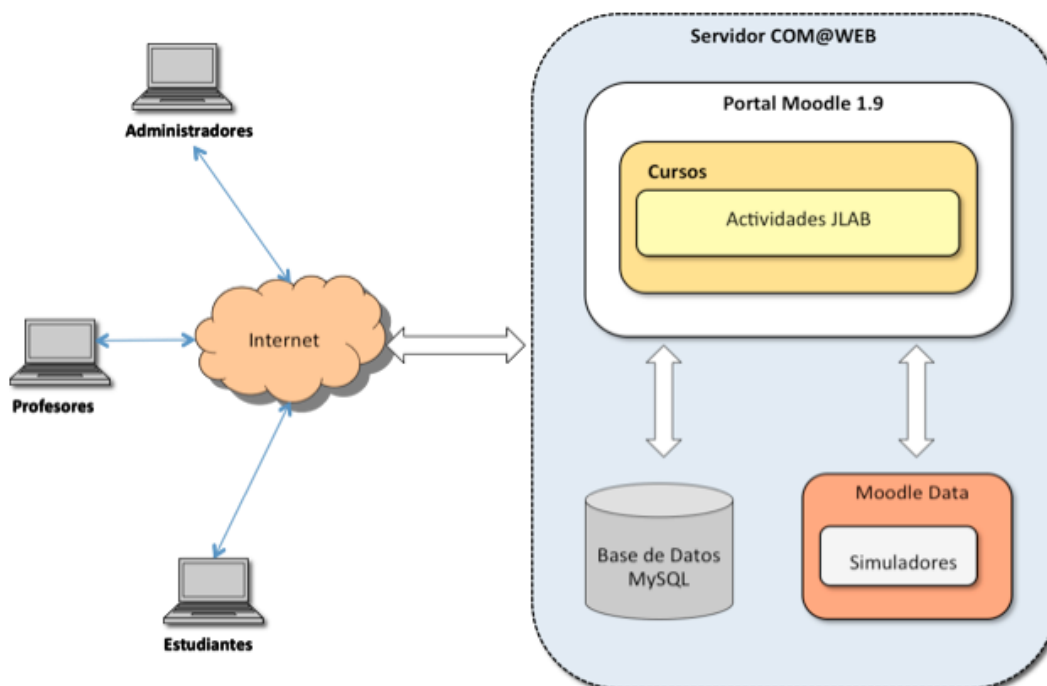 Servidor COM@WEB
Portal Moodle 1.9
Cursos
Actividades JLAB
Administradores
Internet
Profesores
Estudiantes
Base de Datos
MySQL
Moodle Data
Simuladores